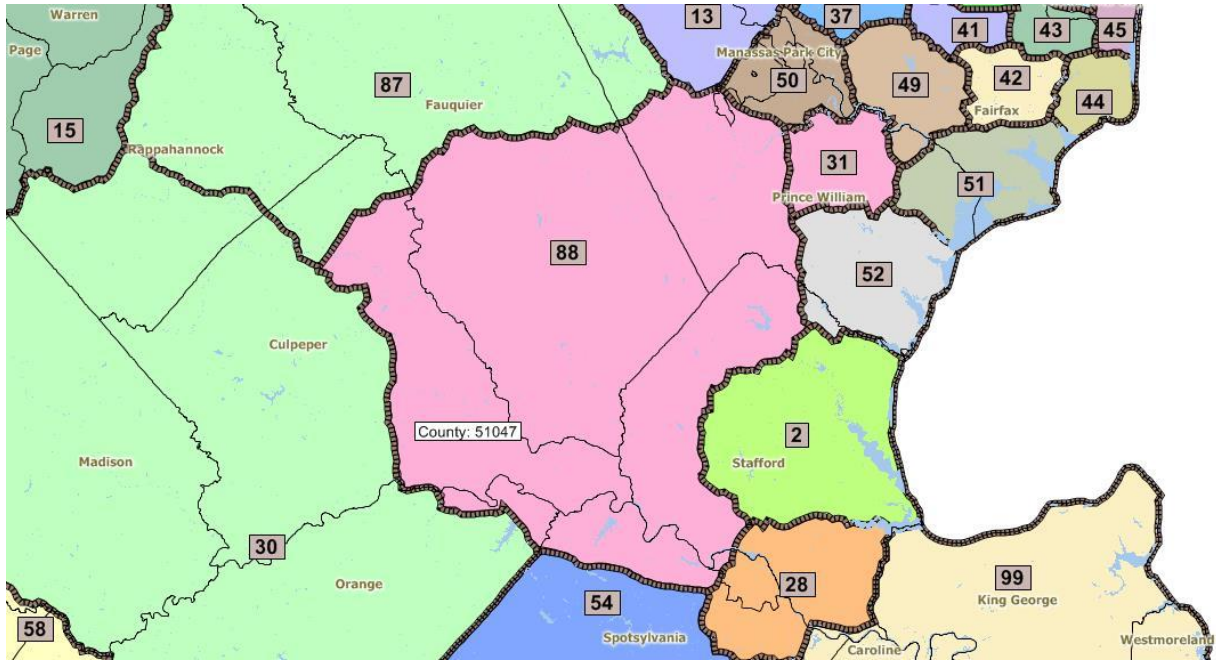 Warren
13
37
41
43
45
Page
Manassas Park City
87
50
49
42
Fauquier
44
15
Fairfax
Rappahannock
31
51
Prince William
88
52
Culpeper
County: 51047
2
Madison
Stafford
30
99
Orange
28
King George
54
58
Spotsylvania
Caroline
Westmoreland